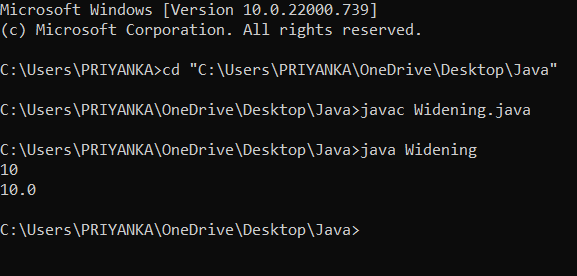 Microsoft Windows [Version 10.0.22000.739]
(c) Microsoft Corporation. All rights reserved.
C:\Users\PRIYANKA>cd "C:\Users\PRIYANKA\OneDrive\Desktop\Java"
C:\Users\PRIYANKA\OneDrive\Desktop\Java>javac Widening.java
C:\Users\PRIYANKA\OneDrive\Desktop\Java>java Widening
10
10.0
C:\Users\PRIYANKA\OneDrive\Desktop\Java>